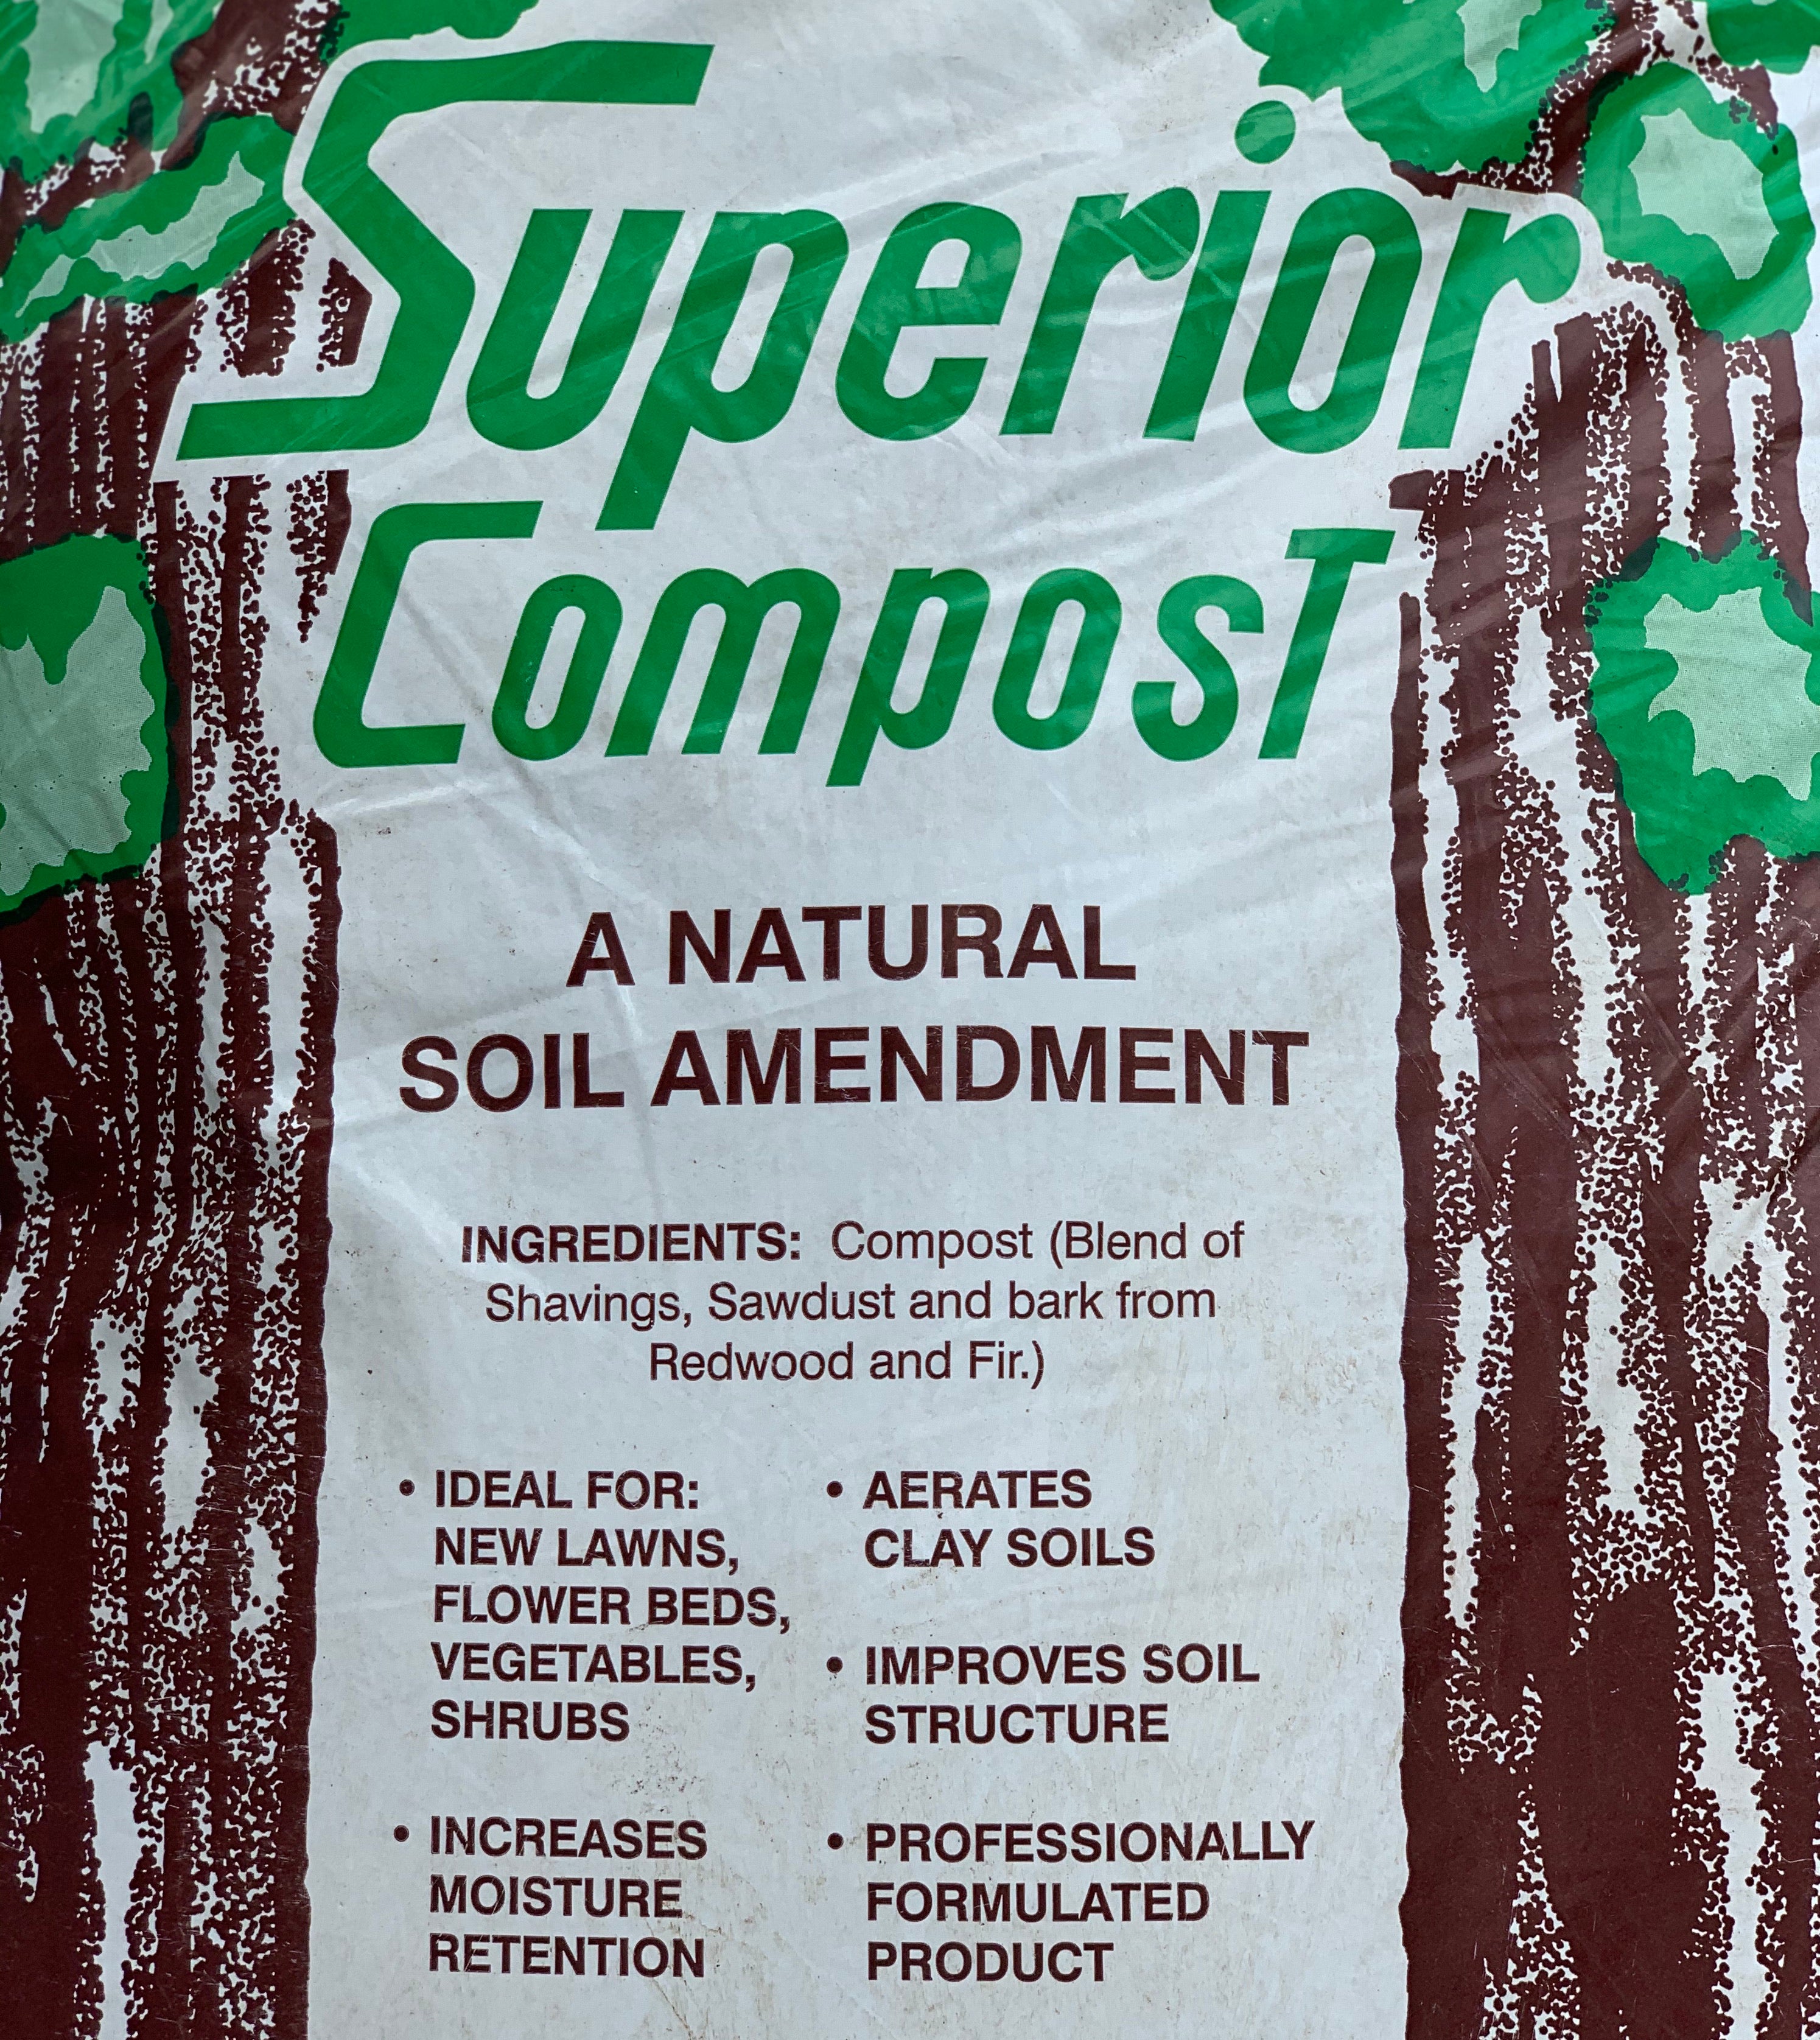 Superior
Compost
A NATURAL
SOIL AMENDMENT
INGREDIENTS: Compost (Blend of
Shavings, Sawdust and bark from
Redwood and Fir.)
• IDEAL FOR:
NEW LAWNS,
FLOWER BEDS,
VEGETABLES,
SHRUBS
• INCREASES
MOISTURE
RETENTION
• AERATES
CLAY SOILS
• IMPROVES SOIL
STRUCTURE
• PROFESSIONALLY
FORMULATED
PRODUCT